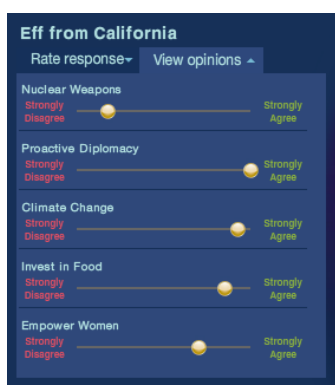 Eff from California
Rate response View opinions
Nuclear Weapons
Strongly Strongly
Disagree Agree
Proactive Diplomacy
Strongly Strongly
Disagree Agree
Climate Change
Strongly Strongly
Disagree Agree
Invest in Food
Strongly Strongly
Disagree Agree
Empower Women
Strongly Strongly
Disagree Agree